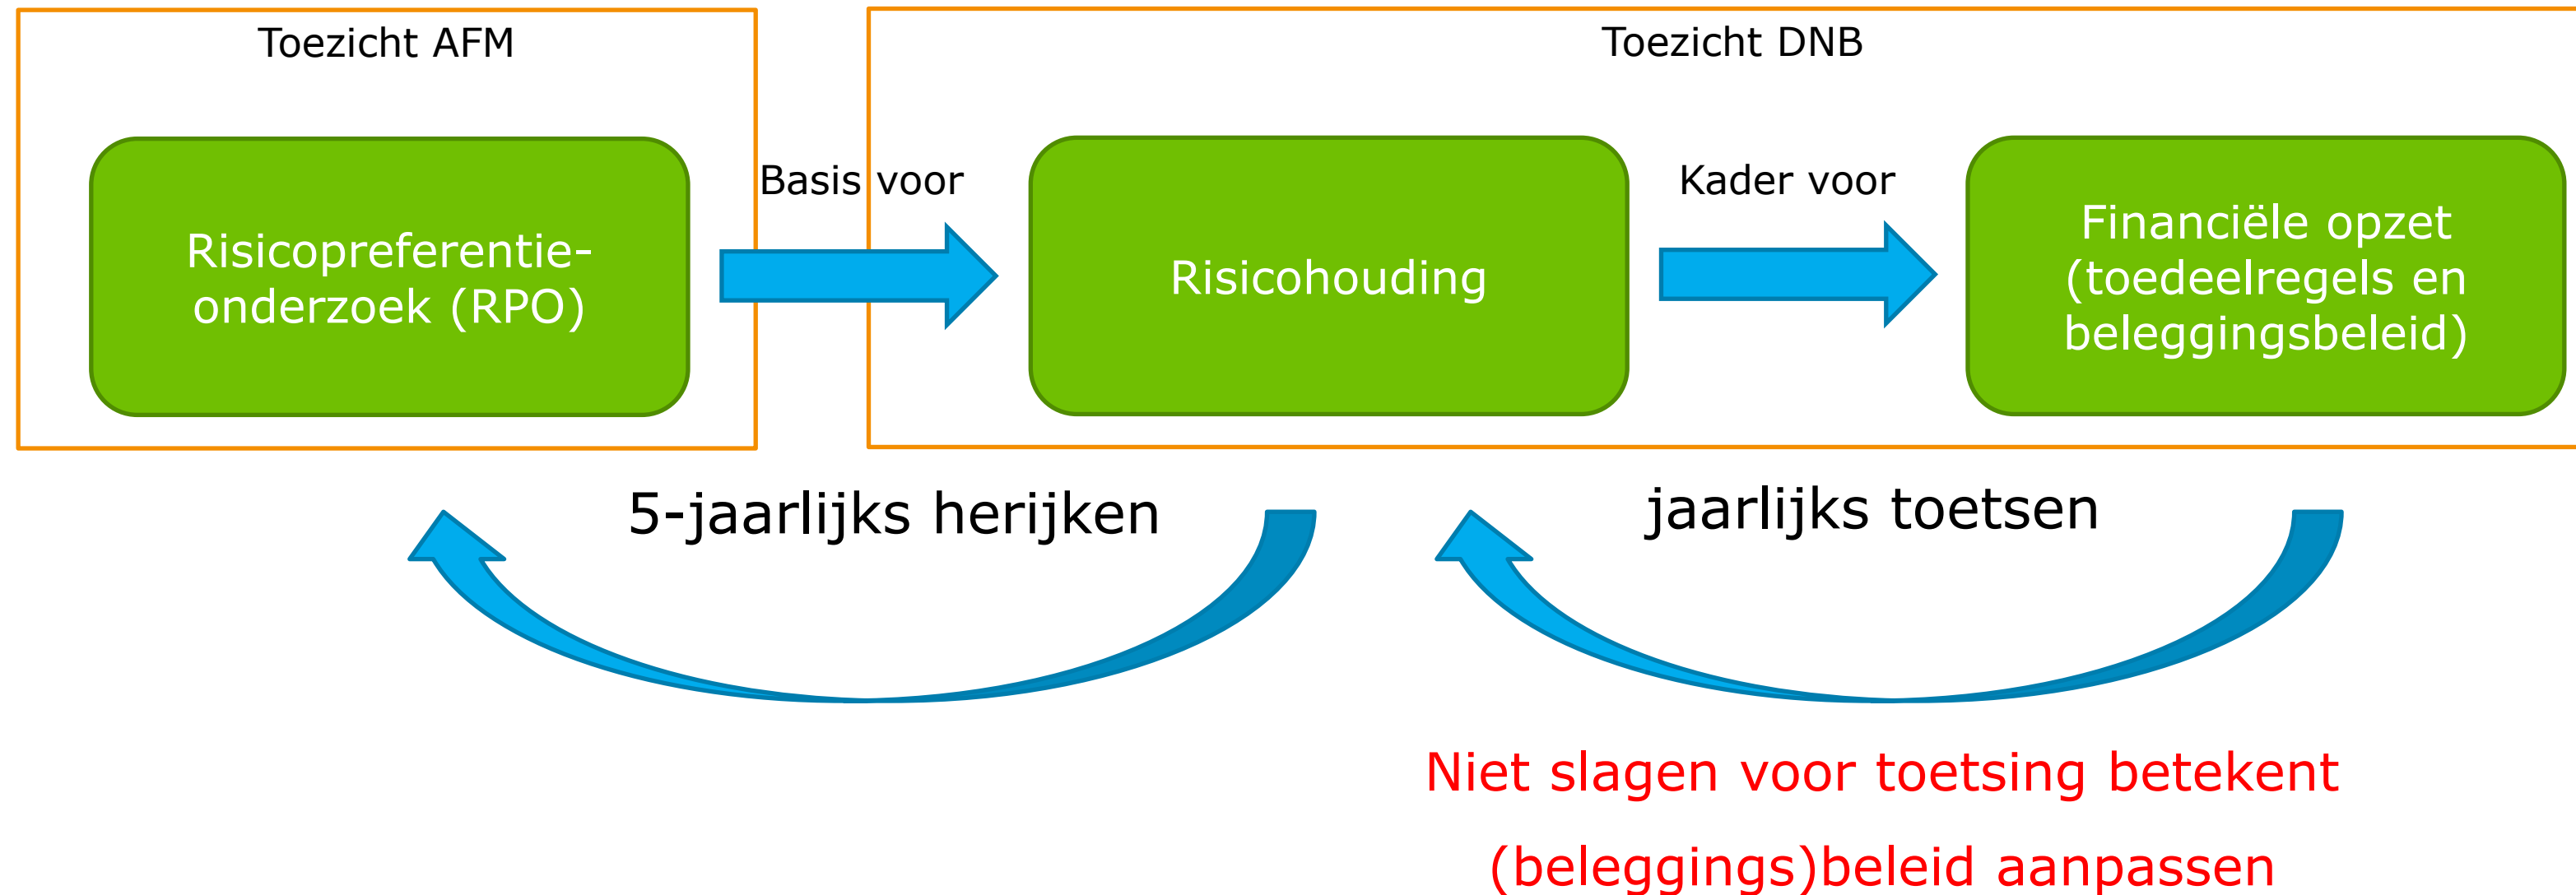 Toezicht AFM
Toezicht DNB
Basis voor
Kader voor
Risicopreferentie-
onderzoek (RPO)
Risicohouding
Financiële opzet
(toedeelregels en
beleggingsbeleid)
5-jaarlijks herijken
jaarlijks toetsen
Niet slagen voor toetsing betekent
(beleggings)beleid aanpassen